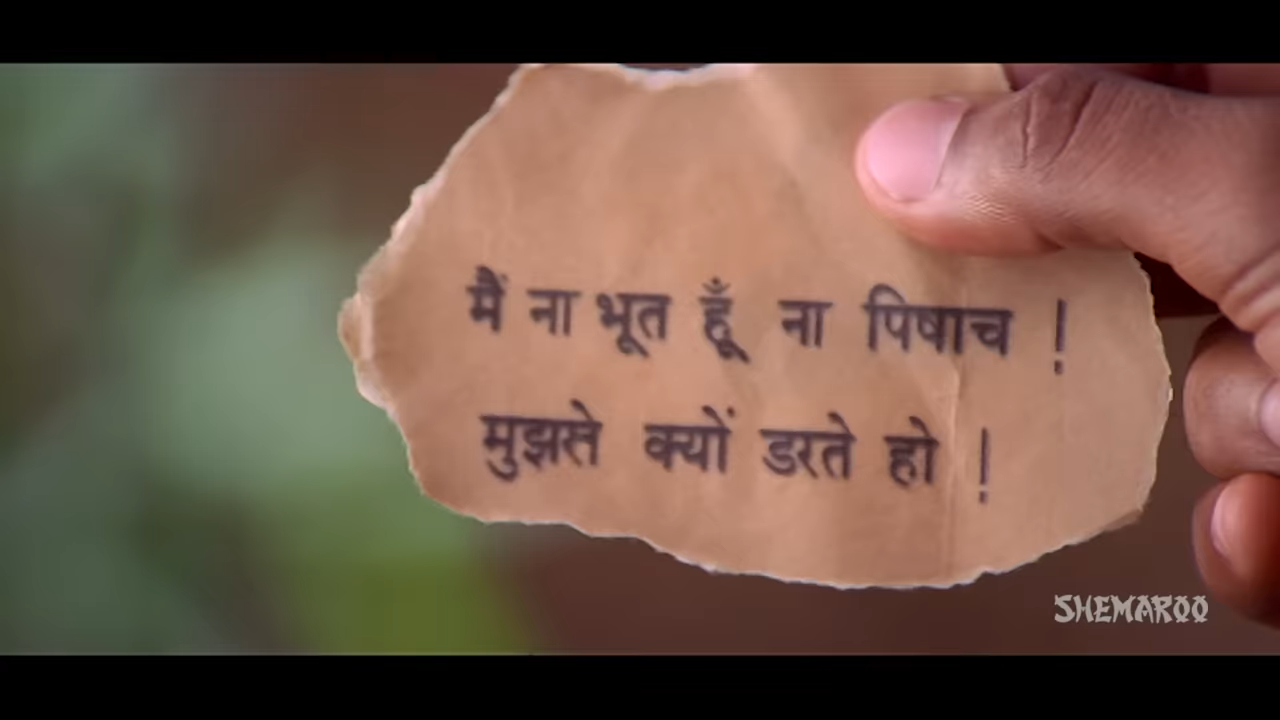 मैं ना भूत हूँ ना पिषाच !
मुझसे क्यों डरते हो !
SHEMAROO